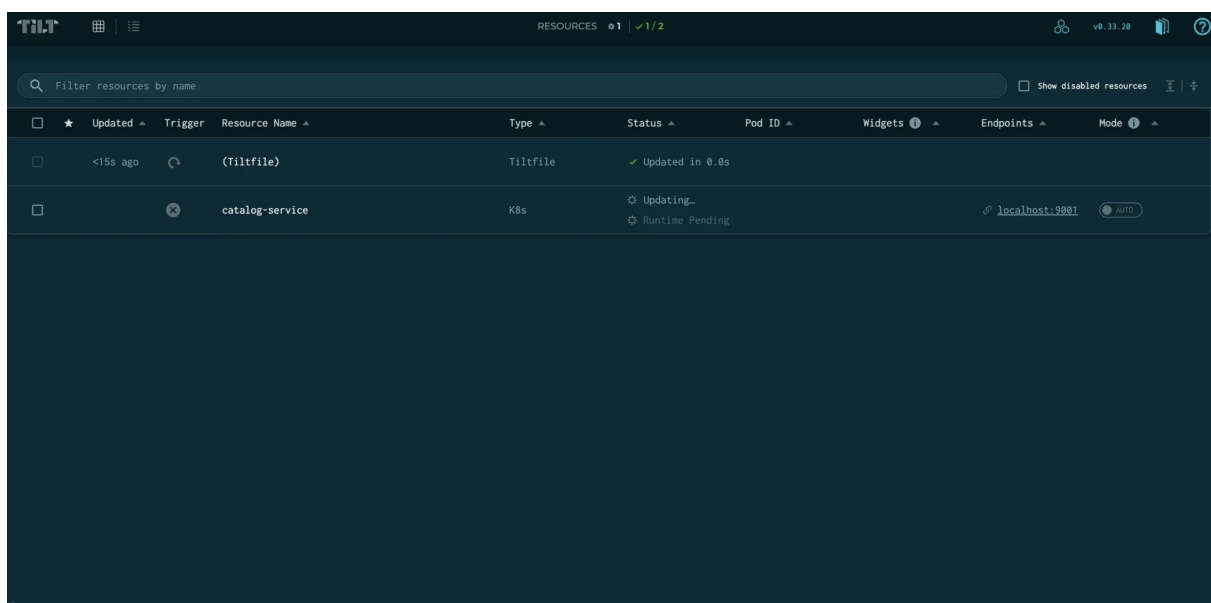 TILT RESOURCES 1 1/2 v0.33.20
Filter resources by name Show disabled resources
Updated Trigger Resource Name Type Status Pod ID Widgets Endpoints Mode
<15s ago (Tiltfile) Tiltfile Updated in 0.0s
catalog-service K8s Updating… localhost:9001 AUTO
Runtime Pending